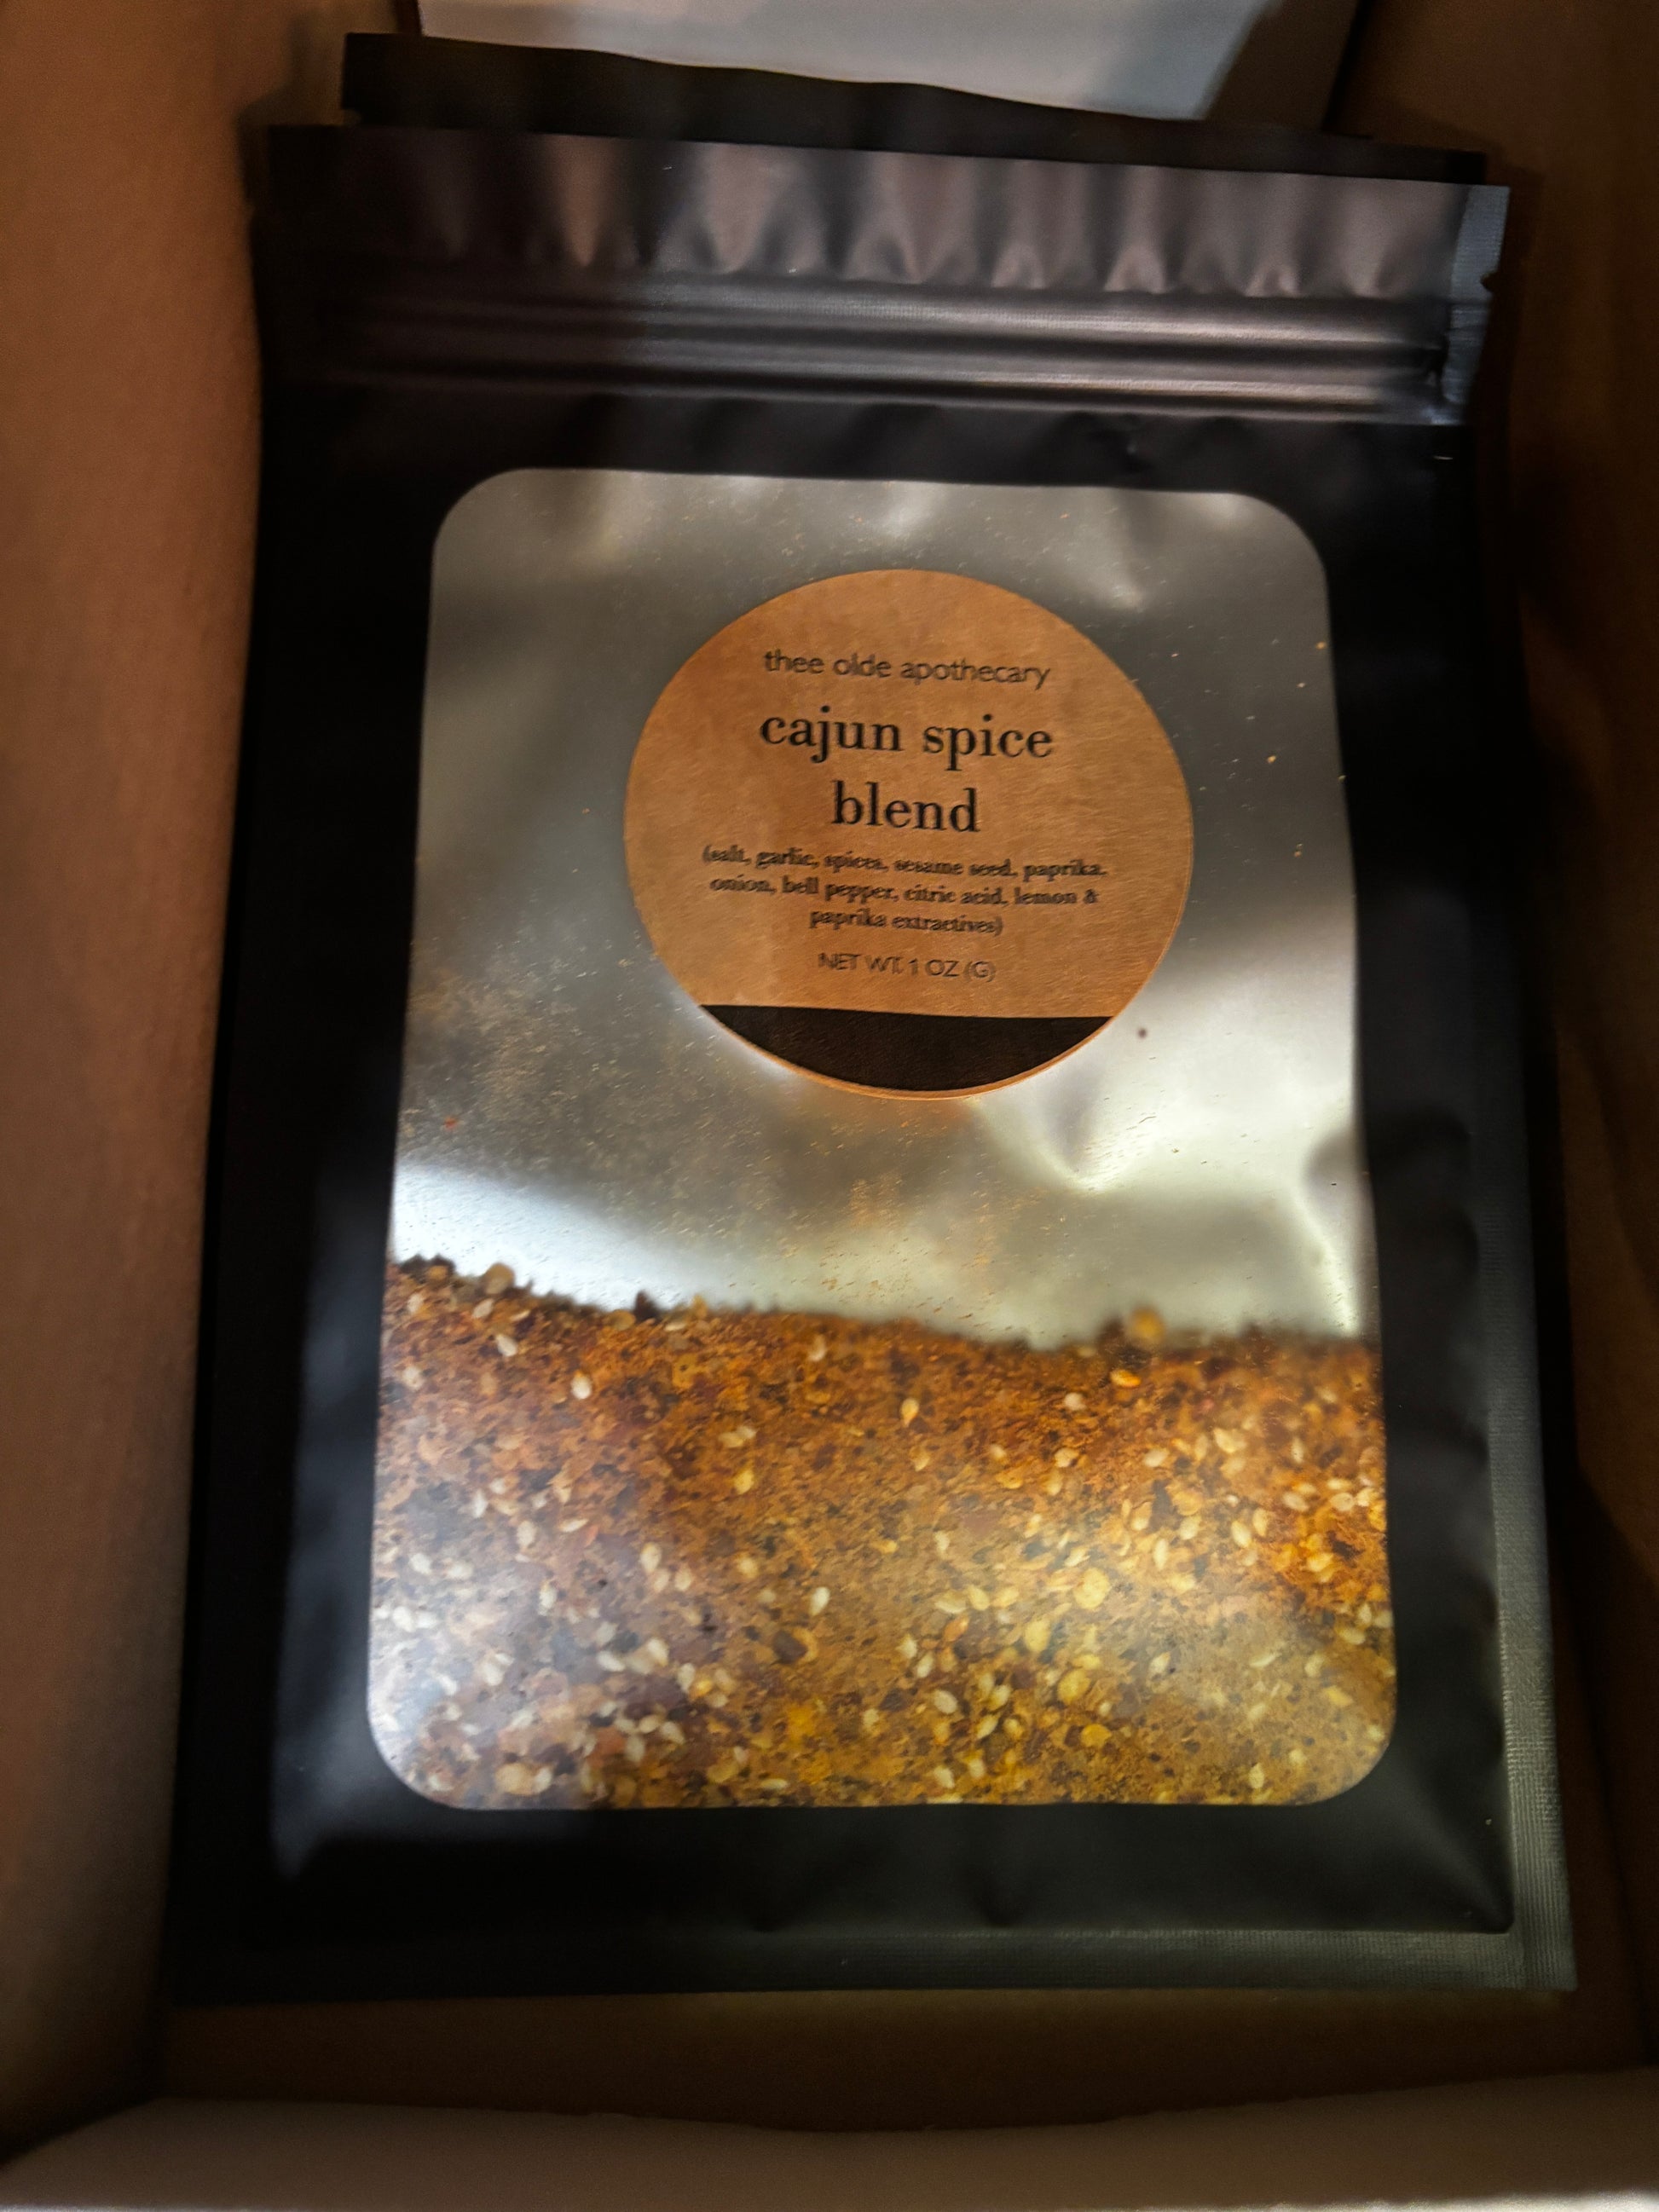 thee olde apothecary
cajun spice
blend
(salt, garlic, spices, sesame seed, paprika,
onion, bell pepper, citric acid, lemon &
paprika extractives)
NET WT. 1 OZ (G)